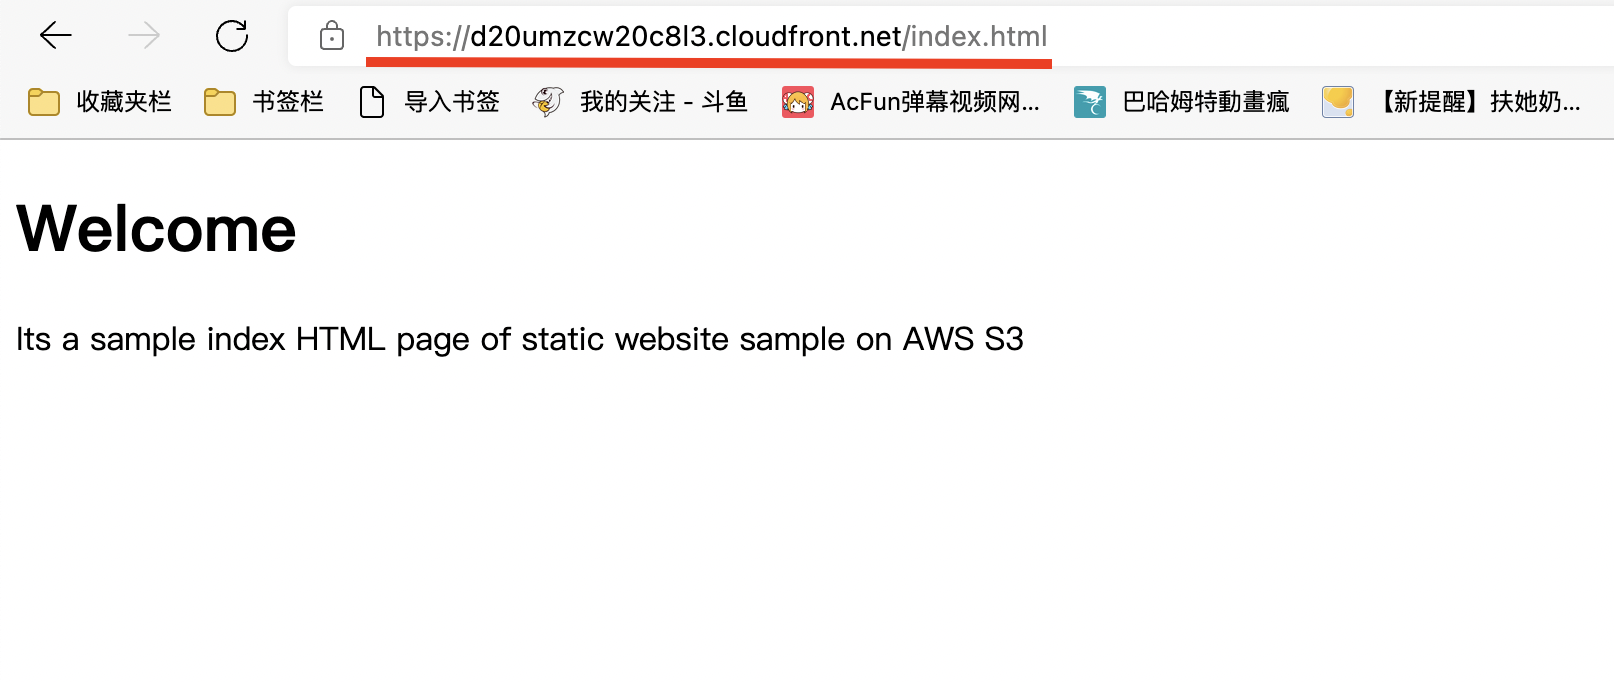 https://d20umzcw20c8l3.cloudfront.net/index.html
收藏夹栏 书签栏 导入书签 我的关注 - 斗鱼 AcFun弹幕视频网... 巴哈姆特動畫瘋 【新提醒】扶她奶...
Welcome
Its a sample index HTML page of static website sample on AWS S3